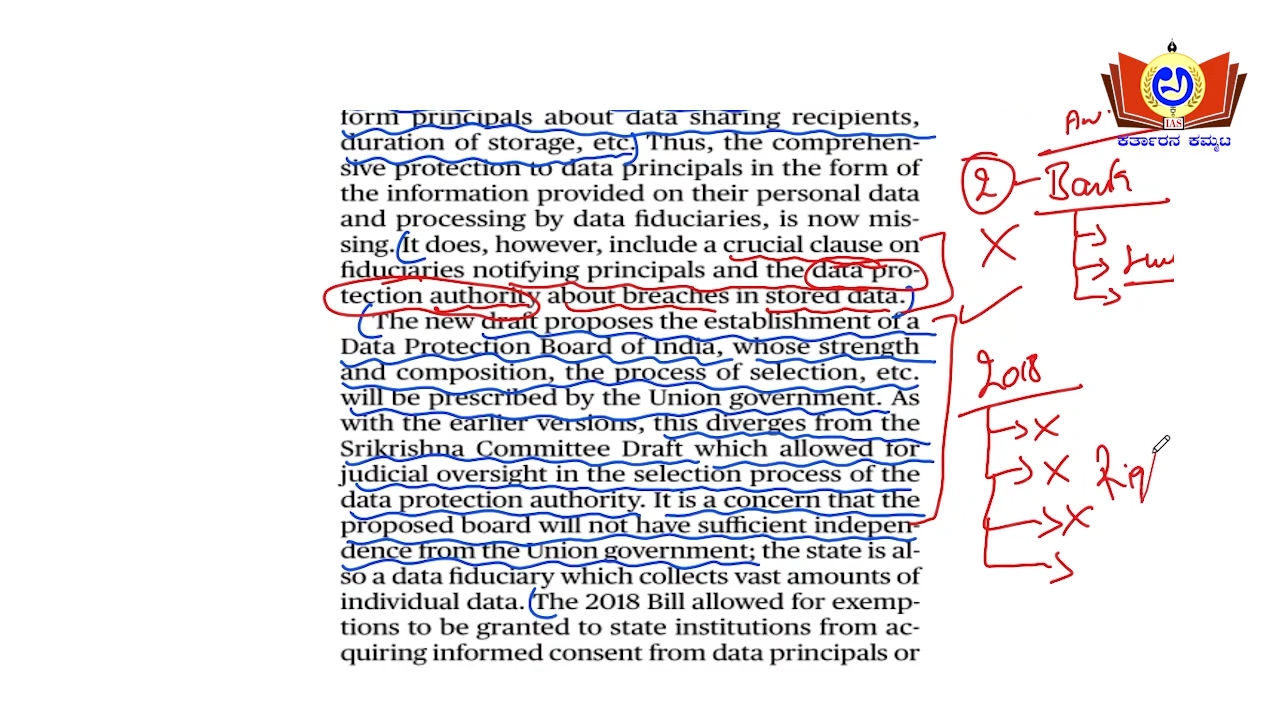 form principals about data sharing recipients,
duration of storage, etc. Thus, the comprehen-
sive protection to data principals in the form of
the information provided on their personal data
and processing by data fiduciaries, is now mis-
sing. It does, however, include a crucial clause on
fiduciaries notifying principals and the data pro-
tection authority about breaches in stored data.
The new draft proposes the establishment of a
Data Protection Board of India, whose strength
and composition, the process of selection, etc.
will be prescribed by the Union government. As
with the earlier versions, this diverges from the
Srikrishna Committee Draft which allowed for
judicial oversight in the selection process of the
data protection authority. It is a concern that the
proposed board will not have sufficient indepen-
dence from the Union government; the state is al-
so a data fiduciary which collects vast amounts of
individual data. The 2018 Bill allowed for exemp-
tions to be granted to state institutions from ac-
quiring informed consent from data principals or
IAS
ಕರ್ತಾರನ ಕಮ್ಮಟ
2 - Bank
2018
X
X Rig
X